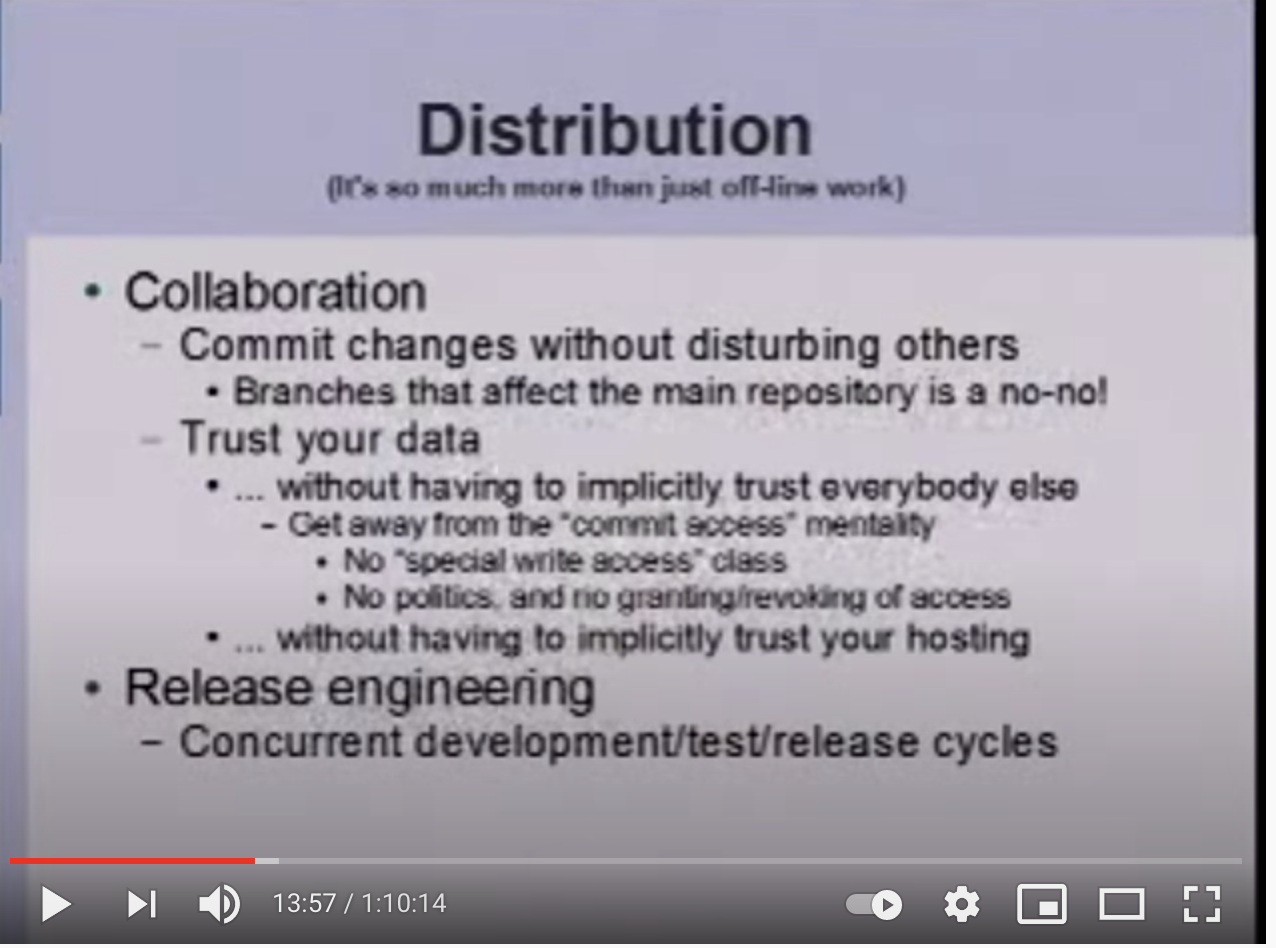 Distribution
(It's so much more than just off-line work)
• Collaboration
– Commit changes without disturbing others
• Branches that affect the main repository is a no-no!
– Trust your data
• ... without having to implicitly trust everybody else
– Get away from the "commit access" mentality
• No "special write access" class
• No politics, and no granting/revoking of access
• ... without having to implicitly trust your hosting
• Release engineering
– Concurrent development/test/release cycles
13:57 / 1:10:14